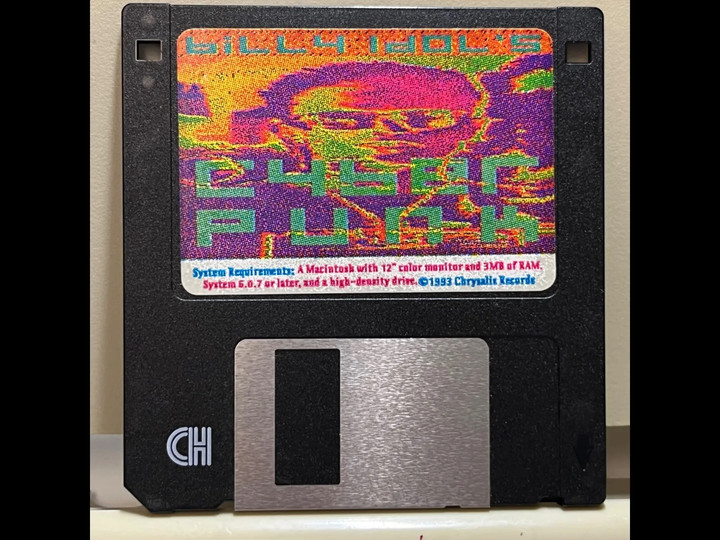 BiLLY idOL'S
CYbER
PUNK
System Requirements: A Macintosh with 12" color monitor and 3MB of RAM,
System 6.0.7 or later, and a high-density drive. ©1993 Chrysalis Records
CH